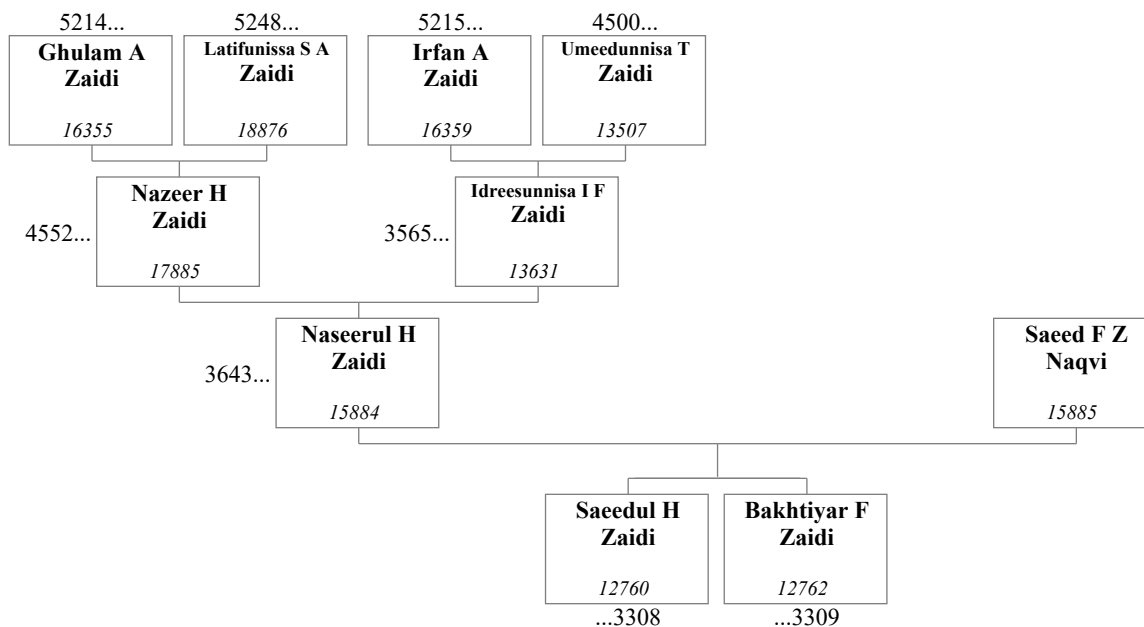 5214...
5248...
5215...
4500...
Ghulam A
Zaidi
16355
Latifunissa S A
Zaidi
18876
Irfan A
Zaidi
16359
Umeedunnisa T
Zaidi
13507
4552...
Nazeer H
Zaidi
17885
3565...
Idreesunnisa I F
Zaidi
13631
3643...
Naseerul H
Zaidi
15884
Saeed F Z
Naqvi
15885
Saeedul H
Zaidi
12760
...3308
Bakhtiyar F
Zaidi
12762
...3309